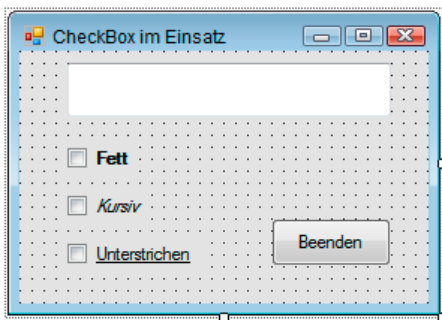 CheckBox im Einsatz
Fett
Kursiv
Unterstrichen
Beenden